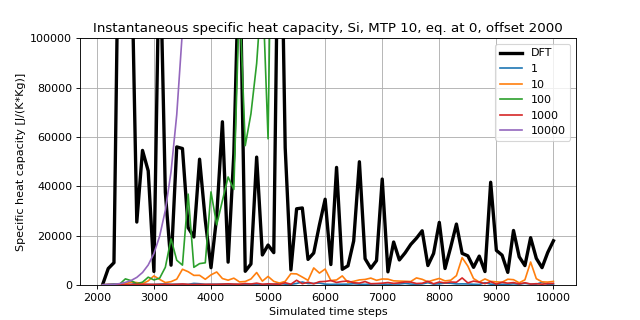 Instantaneous specific heat capacity, Si, MTP 10, eq. at 0, offset 2000
Specific heat capacity [J/(K*Kg)]
100000
80000
60000
40000
20000
0
DFT
1
10
100
1000
10000
2000 3000 4000 5000 6000 7000 8000 9000 10000
Simulated time steps